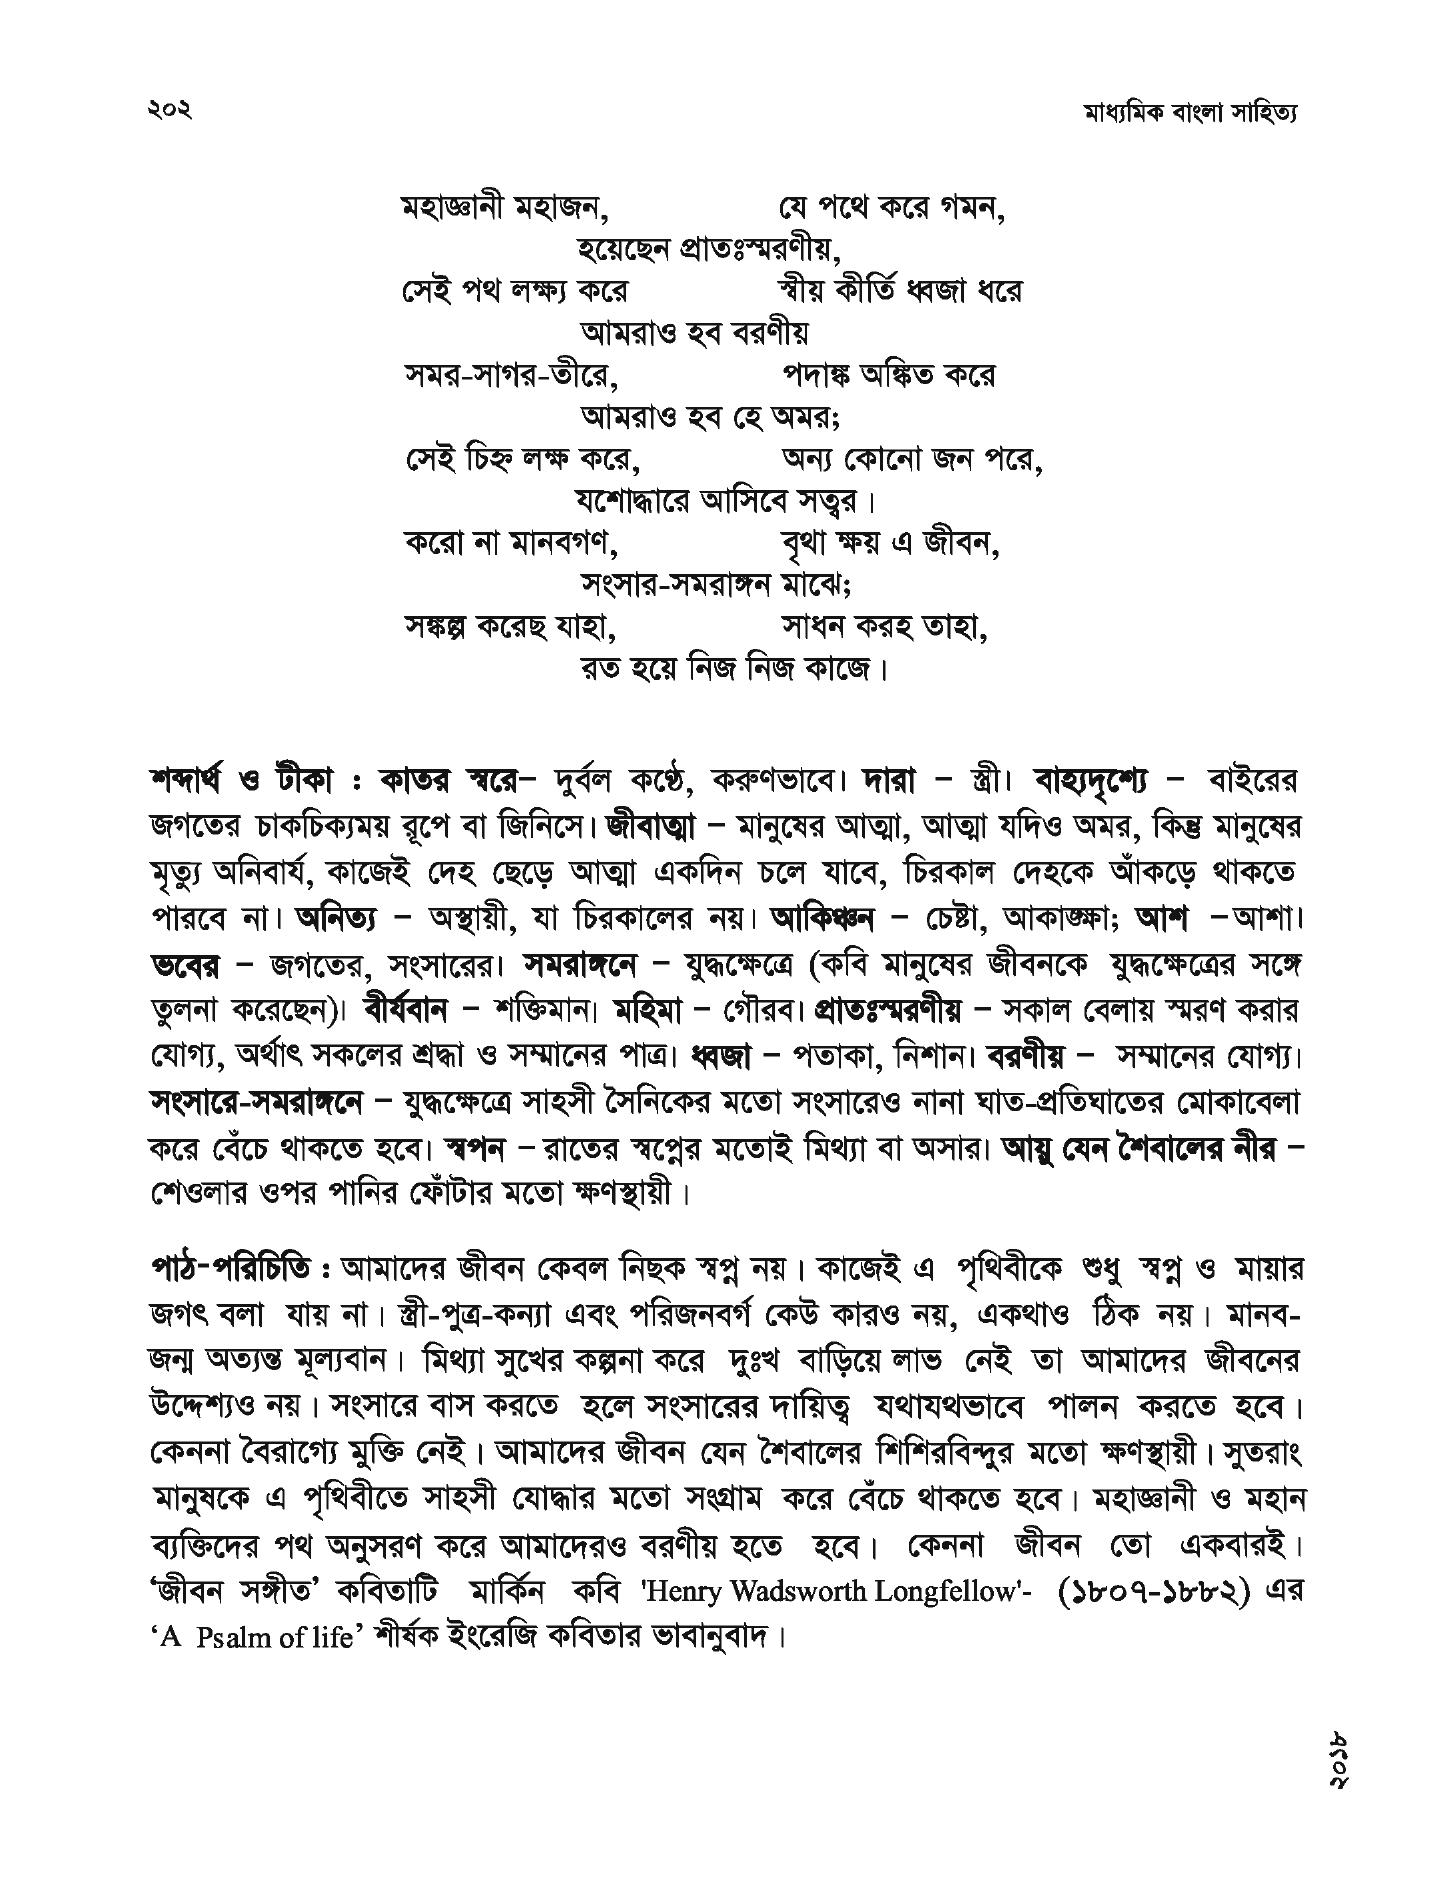 ২০২ মাধ্যমিক বাংলা সাহিত্য
মহাজ্ঞানী মহাজন, যে পথে করে গমন,
হয়েছেন প্রাতঃস্মরণীয়,
সেই পথ লক্ষ্য করে স্বীয় কীর্তি ধ্বজা ধরে
আমরাও হব বরণীয়
সমর-সাগর-তীরে, পদাঙ্ক অঙ্কিত করে
আমরাও হব হে অমর;
সেই চিহ্ন লক্ষ করে, অন্য কোনো জন পরে,
যশোদ্ধারে আসিবে সত্বর।
করো না মানবগণ, বৃথা ক্ষয় এ জীবন,
সংসার-সমরাঙ্গন মাঝে;
সঙ্কল্প করেছ যাহা, সাধন করহ তাহা,
রত হয়ে নিজ নিজ কাজে।
শব্দার্থ ও টীকা : কাতর স্বরে– দুর্বল কণ্ঠে, করুণভাবে। দারা – স্ত্রী। বাহ্যদৃশ্যে – বাইরের
জগতের চাকচিক্যময় রূপে বা জিনিসে। জীবাত্মা – মানুষের আত্মা, আত্মা যদিও অমর, কিন্তু মানুষের
মৃত্যু অনিবার্য, কাজেই দেহ ছেড়ে আত্মা একদিন চলে যাবে, চিরকাল দেহকে আঁকড়ে থাকতে
পারবে না। অনিত্য – অস্থায়ী, যা চিরকালের নয়। আকিঞ্চন – চেষ্টা, আকাঙ্ক্ষা; আশ –আশা।
ভবের – জগতের, সংসারের। সমরাঙ্গনে – যুদ্ধক্ষেত্রে (কবি মানুষের জীবনকে যুদ্ধক্ষেত্রের সঙ্গে
তুলনা করেছেন)। বীর্যবান – শক্তিমান। মহিমা – গৌরব। প্রাতঃস্মরণীয় – সকাল বেলায় স্মরণ করার
যোগ্য, অর্থাৎ সকলের শ্রদ্ধা ও সম্মানের পাত্র। ধ্বজা – পতাকা, নিশান। বরণীয় – সম্মানের যোগ্য।
সংসারে-সমরাঙ্গনে – যুদ্ধক্ষেত্রে সাহসী সৈনিকের মতো সংসারেও নানা ঘাত-প্রতিঘাতের মোকাবেলা
করে বেঁচে থাকতে হবে। স্বপন – রাতের স্বপ্নের মতোই মিথ্যা বা অসার। আয়ু যেন শৈবালের নীর –
শেওলার ওপর পানির ফোঁটার মতো ক্ষণস্থায়ী।
পাঠ-পরিচিতি : আমাদের জীবন কেবল নিছক স্বপ্ন নয়। কাজেই এ পৃথিবীকে শুধু স্বপ্ন ও মায়ার
জগৎ বলা যায় না। স্ত্রী-পুত্র-কন্যা এবং পরিজনবর্গ কেউ কারও নয়, একথাও ঠিক নয়। মানব-
জন্ম অত্যন্ত মূল্যবান। মিথ্যা সুখের কল্পনা করে দুঃখ বাড়িয়ে লাভ নেই তা আমাদের জীবনের
উদ্দেশ্যও নয়। সংসারে বাস করতে হলে সংসারের দায়িত্ব যথাযথভাবে পালন করতে হবে।
কেননা বৈরাগ্যে মুক্তি নেই। আমাদের জীবন যেন শৈবালের শিশিরবিন্দুর মতো ক্ষণস্থায়ী। সুতরাং
মানুষকে এ পৃথিবীতে সাহসী যোদ্ধার মতো সংগ্রাম করে বেঁচে থাকতে হবে। মহাজ্ঞানী ও মহান
ব্যক্তিদের পথ অনুসরণ করে আমাদেরও বরণীয় হতে হবে। কেননা জীবন তো একবারই।
‘জীবন সঙ্গীত’ কবিতাটি মার্কিন কবি 'Henry Wadsworth Longfellow'- (১৮০৭-১৮৮২) এর
‘A Psalm of life’ শীর্ষক ইংরেজি কবিতার ভাবানুবাদ।
২০১৮